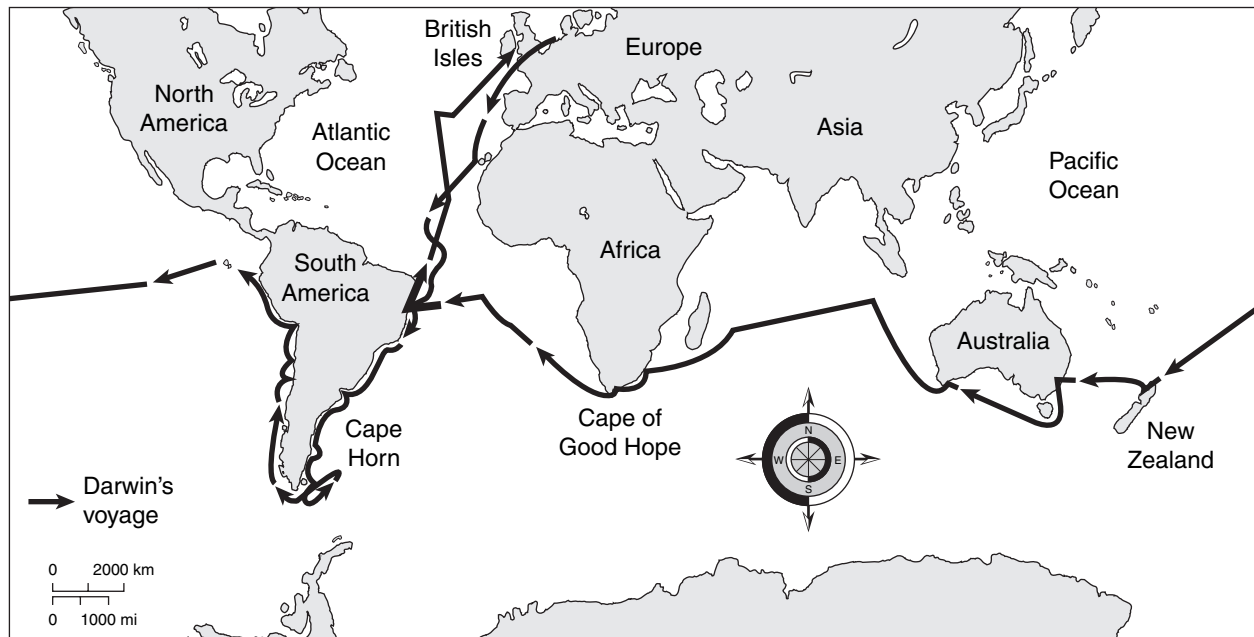 British
Isles
Europe
North
America
Atlantic
Ocean
Asia
Pacific
Ocean
Africa
South
America
Australia
Cape of
Good Hope
Cape
Horn
New
Zealand
N
W
E
S
Darwin's
voyage
0 2000 km
0 1000 mi